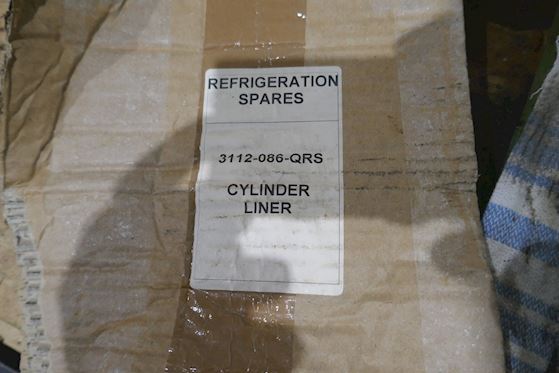 REFRIGERATION
SPARES
3112-086-QRS
CYLINDER
LINER